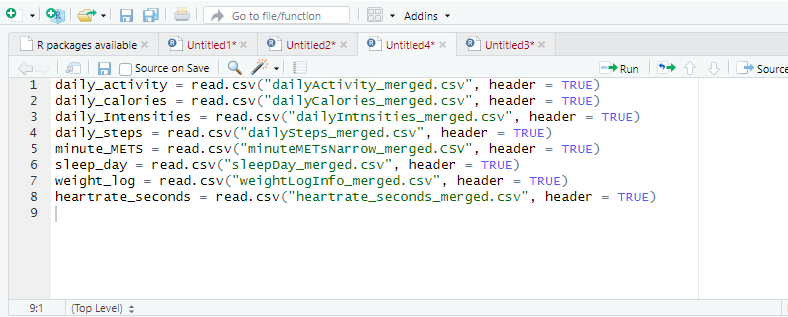 Go to file/function Addins
R packages available Untitled1* Untitled2* Untitled4* Untitled3*
Source on Save Run Source
1 daily_activity = read.csv("dailyActivity_merged.csv", header = TRUE)
2 daily_calories = read.csv("dailyCalories_merged.csv", header = TRUE)
3 daily_Intensities = read.csv("dailyIntnsities_merged.csv", header = TRUE)
4 daily_steps = read.csv("dailySteps_merged.csv", header = TRUE)
5 minute_METS = read.csv("minuteMETsNarrow_merged.csv", header = TRUE)
6 sleep_day = read.csv("sleepDay_merged.csv", header = TRUE)
7 weight_log = read.csv("weightLogInfo_merged.csv", header = TRUE)
8 heartrate_seconds = read.csv("heartrate_seconds_merged.csv", header = TRUE)
9
9:1 (Top Level)